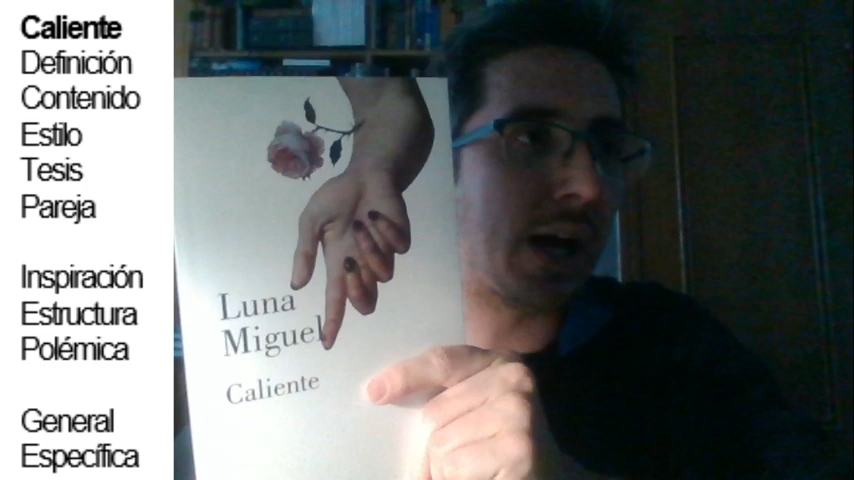 Caliente
Definición
Contenido
Estilo
Tesis
Pareja
Inspiración
Estructura
Polémica
General
Específica
Luna
Miguel
Caliente